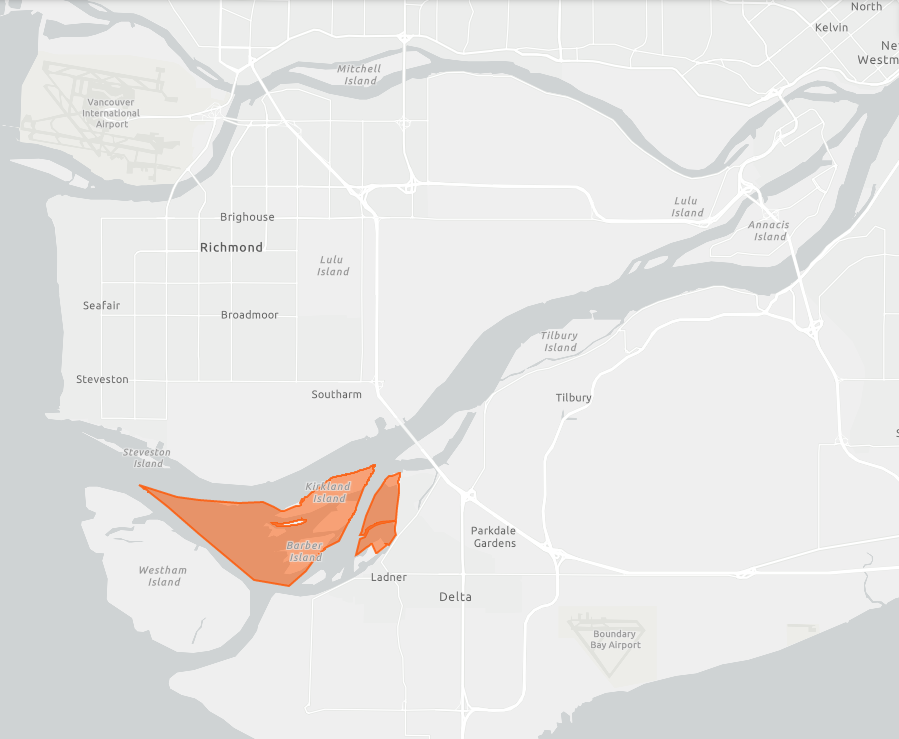 North
Kelvin
Ne
Westm
Mitchell
Island
Vancouver
International
Airport
Lulu
Island
Brighouse
Annacis
Island
Richmond
Lulu
Island
Seafair
Broadmoor
Tilbury
Island
Steveston
Southarm
Tilbury
S
Steveston
Island
Kirkland
Island
Parkdale
Gardens
Barber
Island
Westham
Island
Ladner
Delta
Boundary
Bay Airport